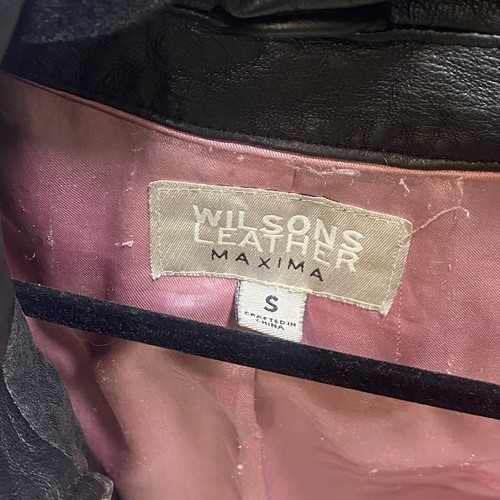 WILSONS
LEATHER
MAXIMA
S
CRAFTED IN
CHINA